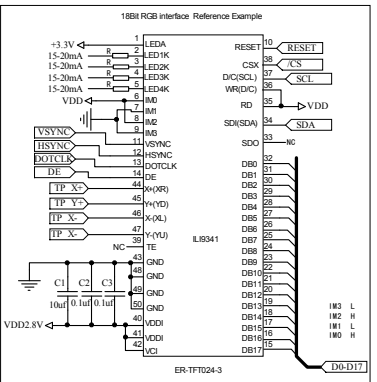 18Bit RGB interface Reference Example
+3.3V
1 LEDA
15-20mA R 2 LED1K
15-20mA R 3 LED2K
15-20mA R 4 LED3K
15-20mA R 5 LED4K
VDD
6 IM0
7 IM1
8 IM2
9 IM3
VSYNC 11 VSYNC
HSYNC 12 HSYNC
DOTCLK 13 DOTCLK
DE 14 DE
TP X+ 44 X+(XR)
TP Y+ 45 Y+(YD)
TP X- 46 X-(XL)
TP X- 47 Y-(YU)
NC 39 TE
43 GND
48 GND
49 GND
50 GND
C1 C2 C3
10uf 0.1uf 0.1uf
VDD2.8V
40 VDDI
41 VDDI
42 VCI
ILI9341
RESET 10 RESET
CSX 38 /CS
D/C(SCL) 37 SCL
WR(D/C) 36
RD 35 VDD
SDI(SDA) 34 SDA
SDO 33 NC
DB0 32
DB1 31
DB2 30
DB3 29
DB4 28
DB5 27
DB6 26
DB7 25
DB8 24
DB9 23
DB10 22
DB11 21
DB12 20
DB13 19
DB14 18
DB15 17
DB16 16
DB17 15
IM3 L
IM2 H
IM1 L
IM0 H
D0-D17
ER-TFT024-3